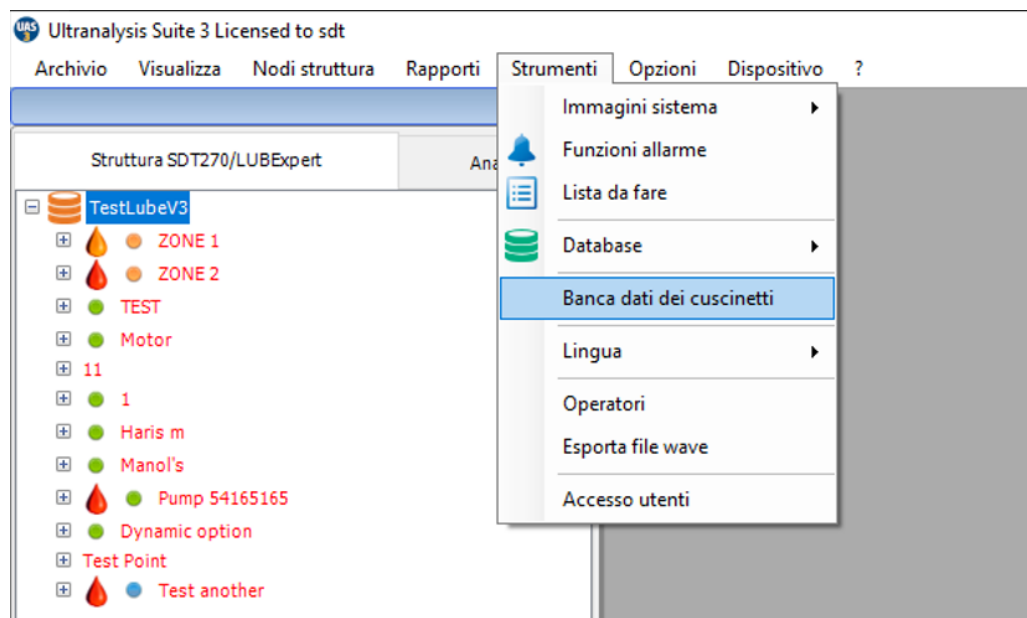 Ultranalysis Suite 3 Licensed to sdt
Archivio Visualizza Nodi struttura Rapporti Strumenti Opzioni Dispositivo ?
Struttura SDT270/LUBExpert
TestLubeV3
ZONE 1
ZONE 2
TEST
Motor
11
1
Haris m
Manol's
Pump 54165165
Dynamic option
Test Point
Test another
Immagini sistema
Funzioni allarme
Lista da fare
Database
Banca dati dei cuscinetti
Lingua
Operatori
Esporta file wave
Accesso utenti